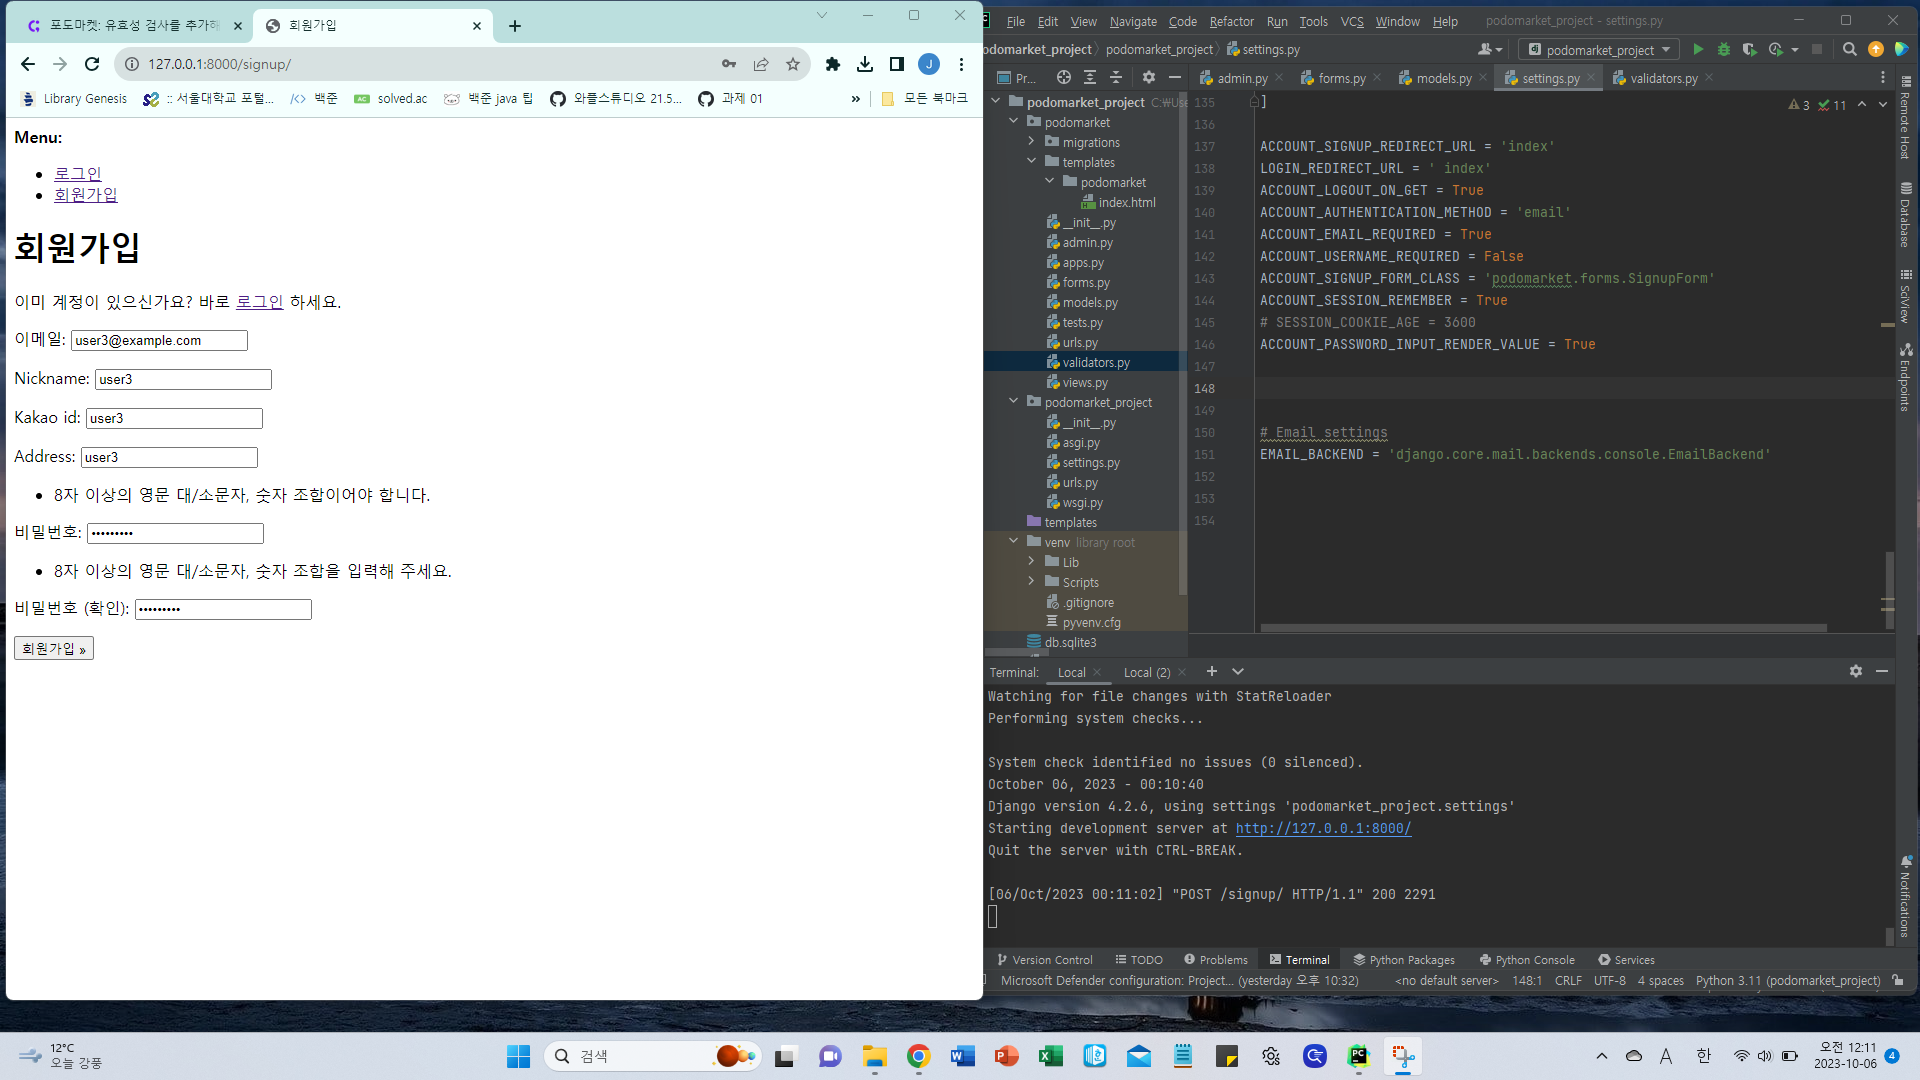 포도마켓: 유효성 검사를 추가하
회원가입
127.0.0.1:8000/signup/
Library Genesis
:: 서울대학교 포털...
백준
solved.ac
백준 java 팁
와플스튜디오 21.5...
과제 01
»
모든 북마크
Menu:
로그인
회원가입
회원가입
이미 계정이 있으신가요? 바로 로그인 하세요.
이메일: user3@example.com
Nickname: user3
Kakao id: user3
Address: user3
8자 이상의 영문 대/소문자, 숫자 조합이어야 합니다.
비밀번호: •••••••••
8자 이상의 영문 대/소문자, 숫자 조합을 입력해 주세요.
비밀번호 (확인): •••••••••
회원가입 »
File Edit View Navigate Code Refactor Run Tools VCS Window Help podomarket_project - settings.py
odomarket_project podomarket_project settings.py
podomarket_project
Pr...
admin.py forms.py models.py settings.py validators.py
podomarket_project C:₩Use
podomarket
migrations
templates
podomarket
index.html
__init__.py
admin.py
apps.py
forms.py
models.py
tests.py
urls.py
validators.py
views.py
podomarket_project
__init__.py
asgi.py
settings.py
urls.py
wsgi.py
templates
venv library root
Lib
Scripts
.gitignore
pyvenv.cfg
db.sqlite3
3 11
135 ]
136
137 ACCOUNT_SIGNUP_REDIRECT_URL = 'index'
138 LOGIN_REDIRECT_URL = ' index'
139 ACCOUNT_LOGOUT_ON_GET = True
140 ACCOUNT_AUTHENTICATION_METHOD = 'email'
141 ACCOUNT_EMAIL_REQUIRED = True
142 ACCOUNT_USERNAME_REQUIRED = False
143 ACCOUNT_SIGNUP_FORM_CLASS = 'podomarket.forms.SignupForm'
144 ACCOUNT_SESSION_REMEMBER = True
145 # SESSION_COOKIE_AGE = 3600
146 ACCOUNT_PASSWORD_INPUT_RENDER_VALUE = True
147
148
149
150 # Email settings
151 EMAIL_BACKEND = 'django.core.mail.backends.console.EmailBackend'
152
153
154
Remote Host
Database
SciView
Endpoints
Notifications
Terminal: Local Local (2)
Watching for file changes with StatReloader
Performing system checks...
System check identified no issues (0 silenced).
October 06, 2023 - 00:10:40
Django version 4.2.6, using settings 'podomarket_project.settings'
Starting development server at http://127.0.0.1:8000/
Quit the server with CTRL-BREAK.
[06/Oct/2023 00:11:02] "POST /signup/ HTTP/1.1" 200 2291
Version Control TODO Problems Terminal Python Packages Python Console Services
Microsoft Defender configuration: Project... (yesterday 오후 10:32) <no default server> 148:1 CRLF UTF-8 4 spaces Python 3.11 (podomarket_project)
12°C
오늘 강풍
검색
A 한
오전 12:11
2023-10-06
4